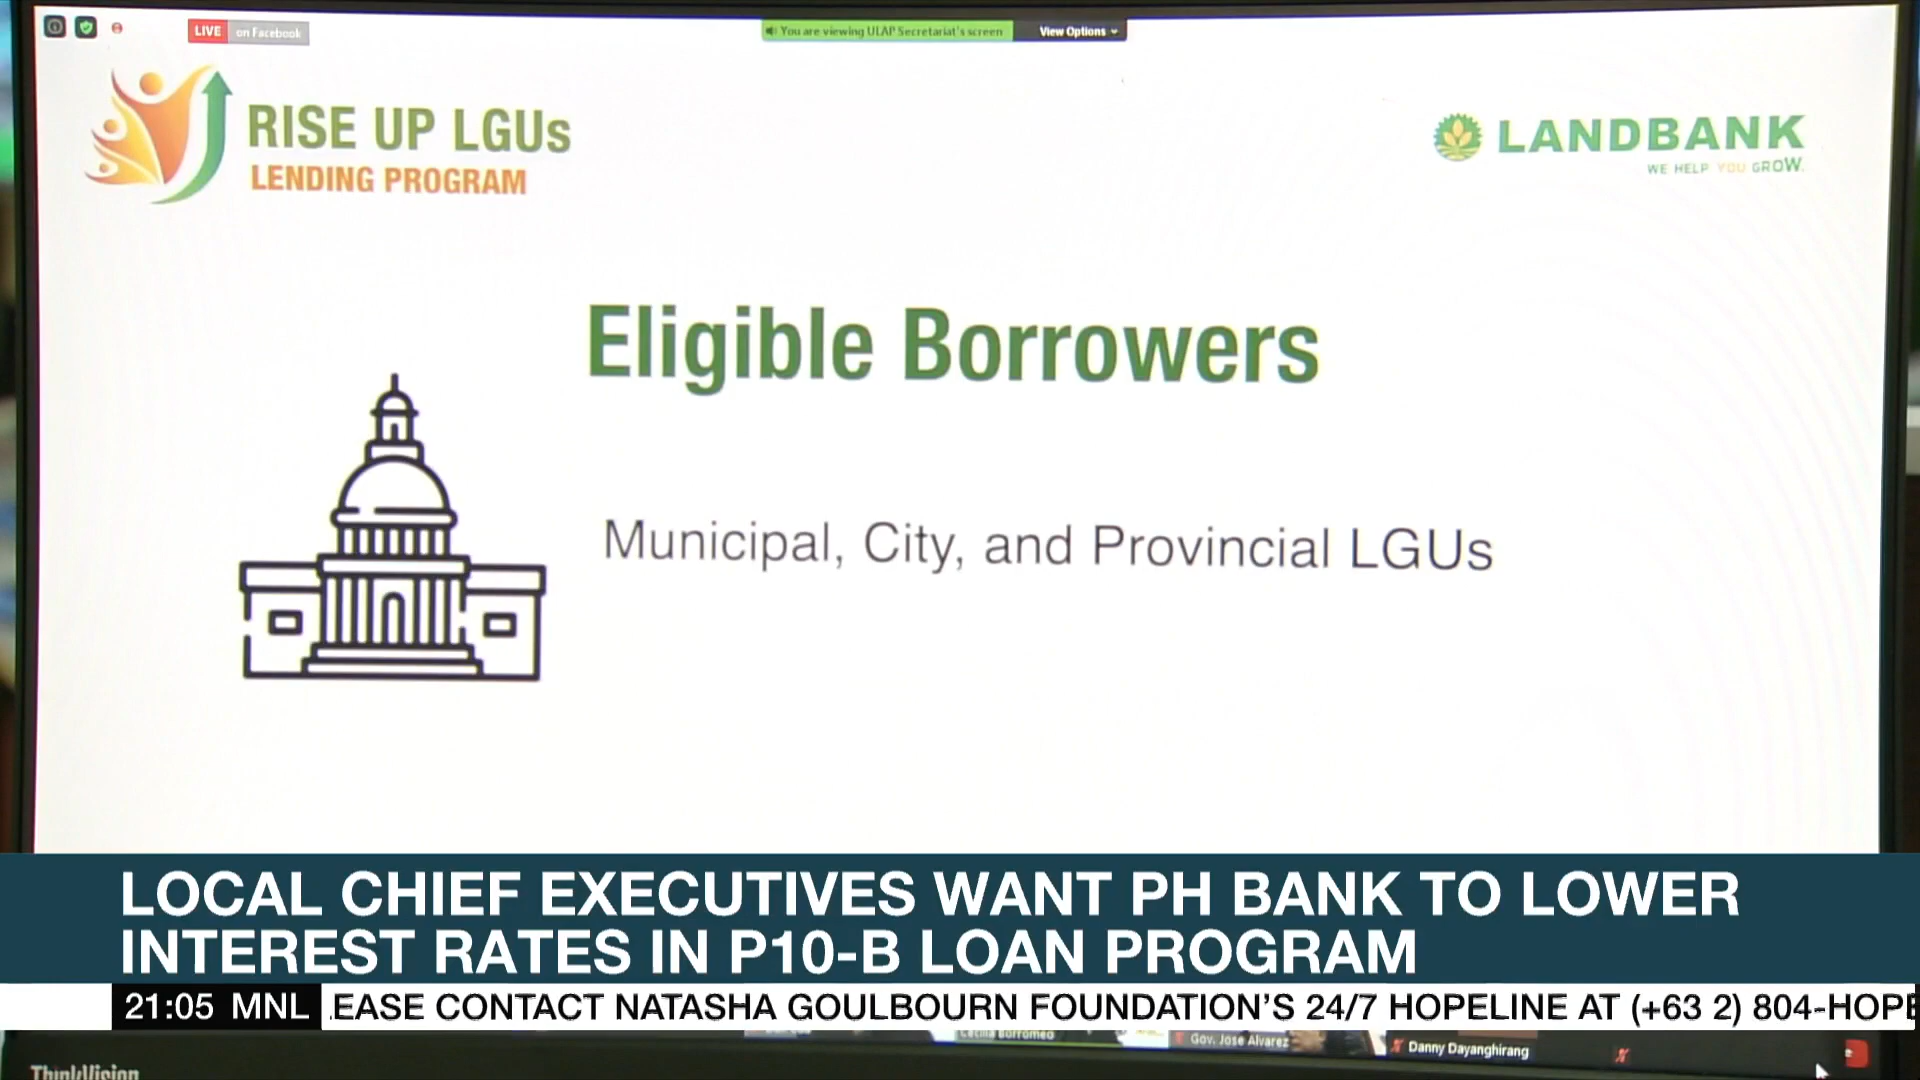 LIVE on Facebook
You are viewing ULAP Secretariat's screen View Options
RISE UP LGUs
LENDING PROGRAM
LANDBANK
WE HELP YOU GROW.
Eligible Borrowers
Municipal, City, and Provincial LGUs
LOCAL CHIEF EXECUTIVES WANT PH BANK TO LOWER
INTEREST RATES IN P10-B LOAN PROGRAM
21:05 MNL EASE CONTACT NATASHA GOULBOURN FOUNDATION'S 24/7 HOPELINE AT (+63 2) 804-HOPE
Cecilia Borromeo Gov. Jose Alvarez Danny Dayanghirang
ThinkVision